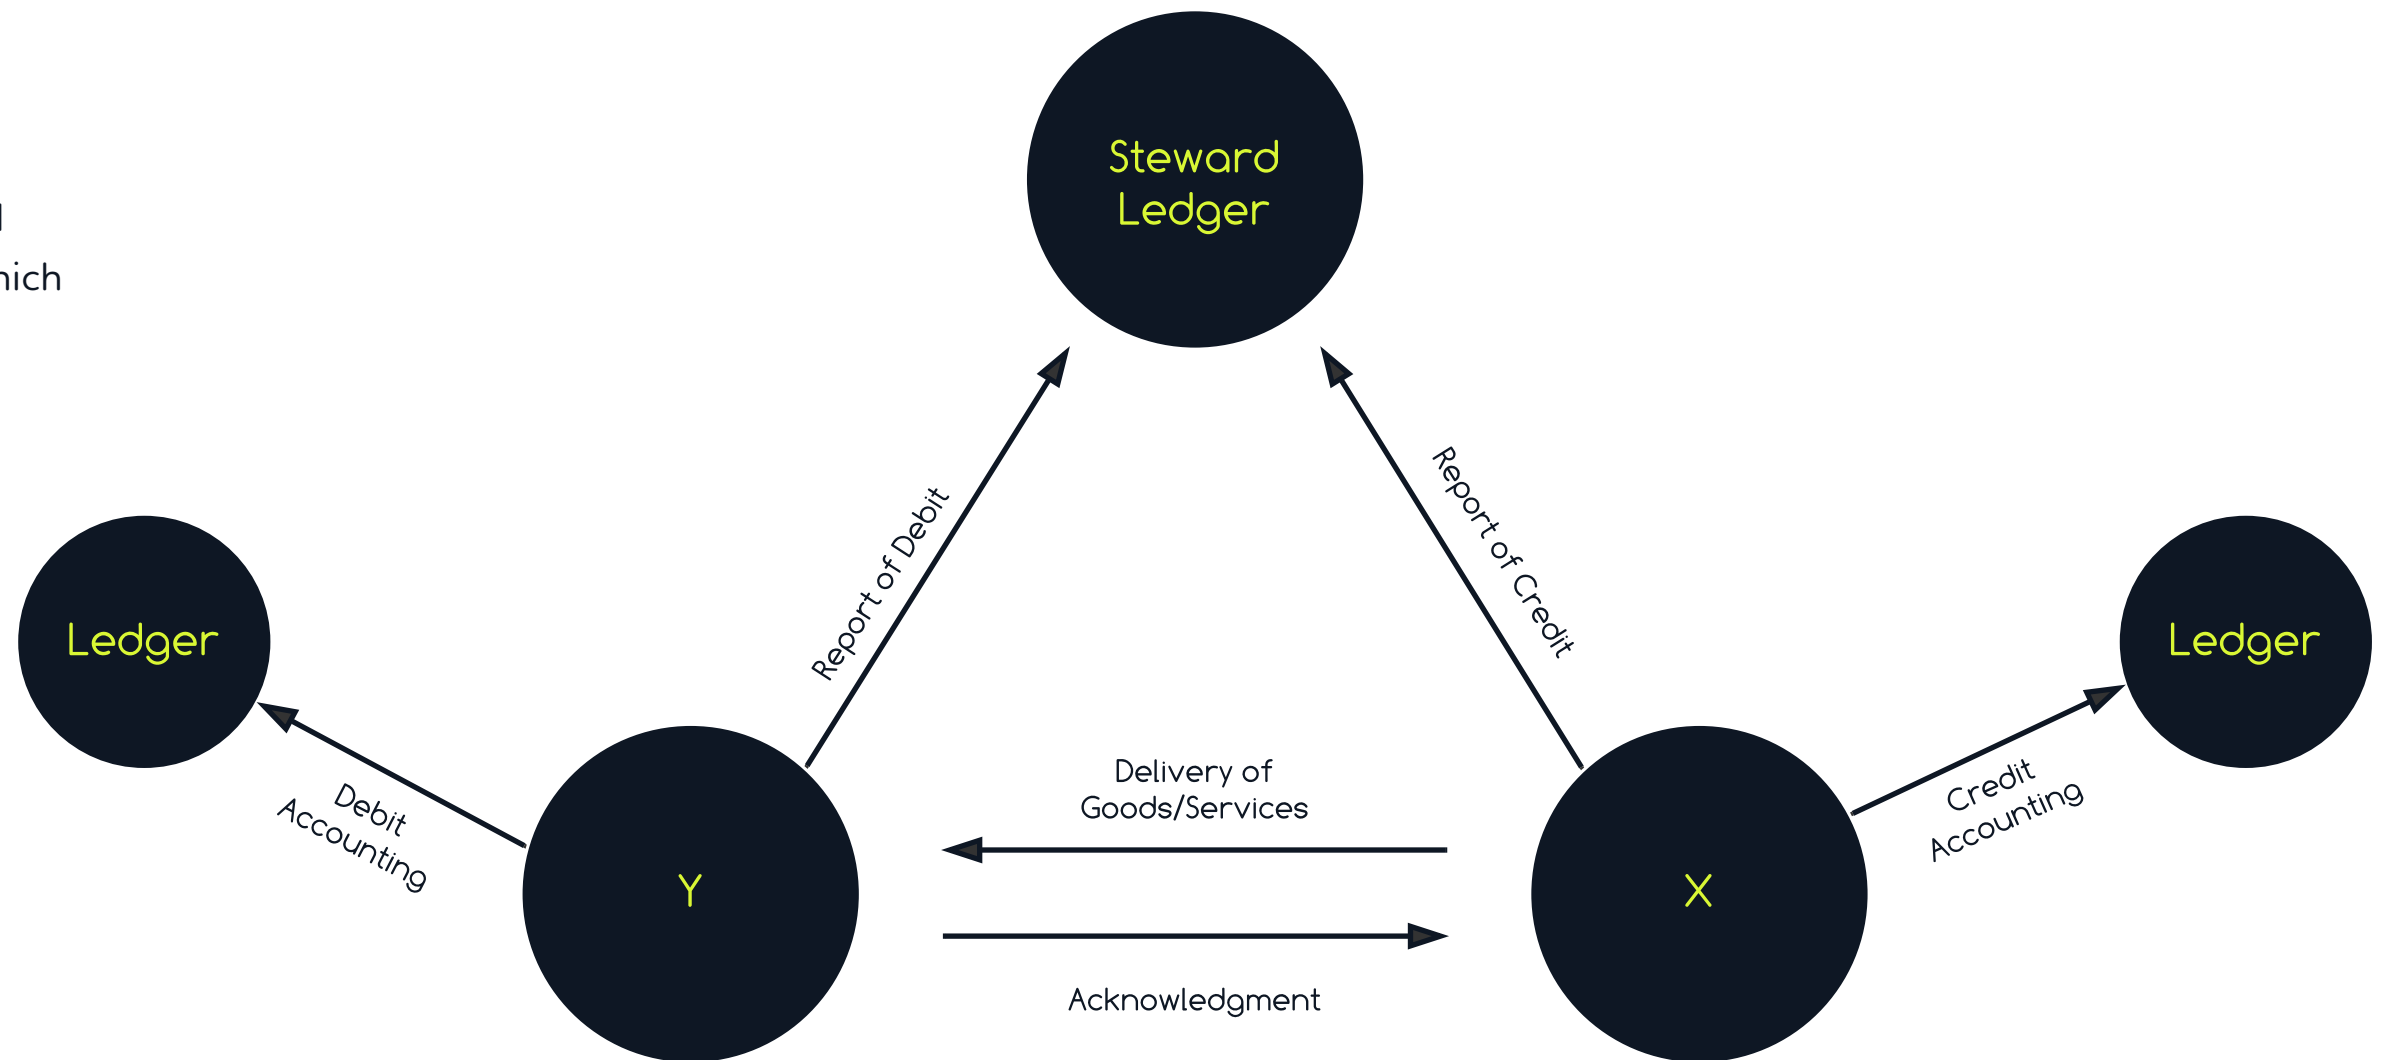 Steward
Ledger
Report of Debit
Report of Credit
Ledger
Ledger
Debit
Accounting
Delivery of
Goods/Services
Credit
Accounting
Y
X
Acknowledgment